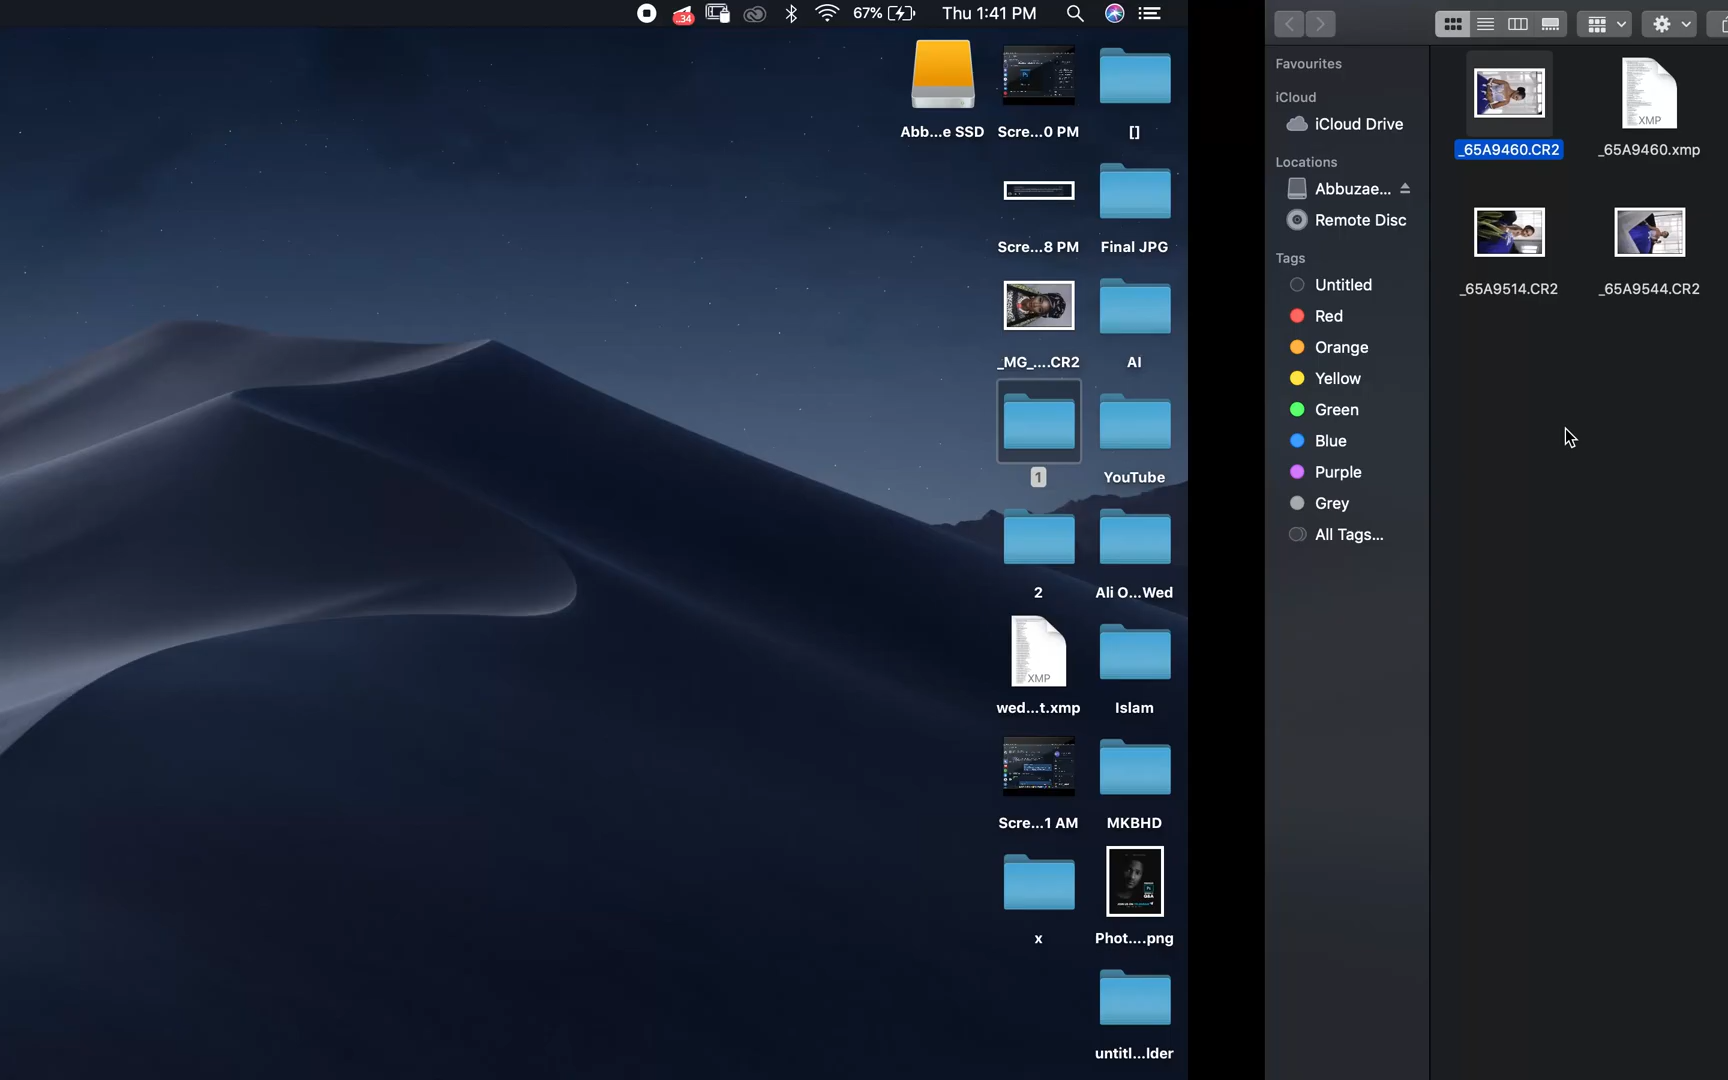 ..34
67%
Thu 1:41 PM
Abb...e SSD
Scre...0 PM
[]
Scre...8 PM
Final JPG
_MG_....CR2
AI
1
YouTube
2
Ali O...Wed
XMP
wed...t.xmp
Islam
Scre...1 AM
MKBHD
x
Phot....png
untitl...lder
Favourites
iCloud
iCloud Drive
Locations
Abbuzae...
Remote Disc
Tags
Untitled
Red
Orange
Yellow
Green
Blue
Purple
Grey
All Tags...
_65A9460.CR2
XMP
_65A9460.xmp
_65A9514.CR2
_65A9544.CR2